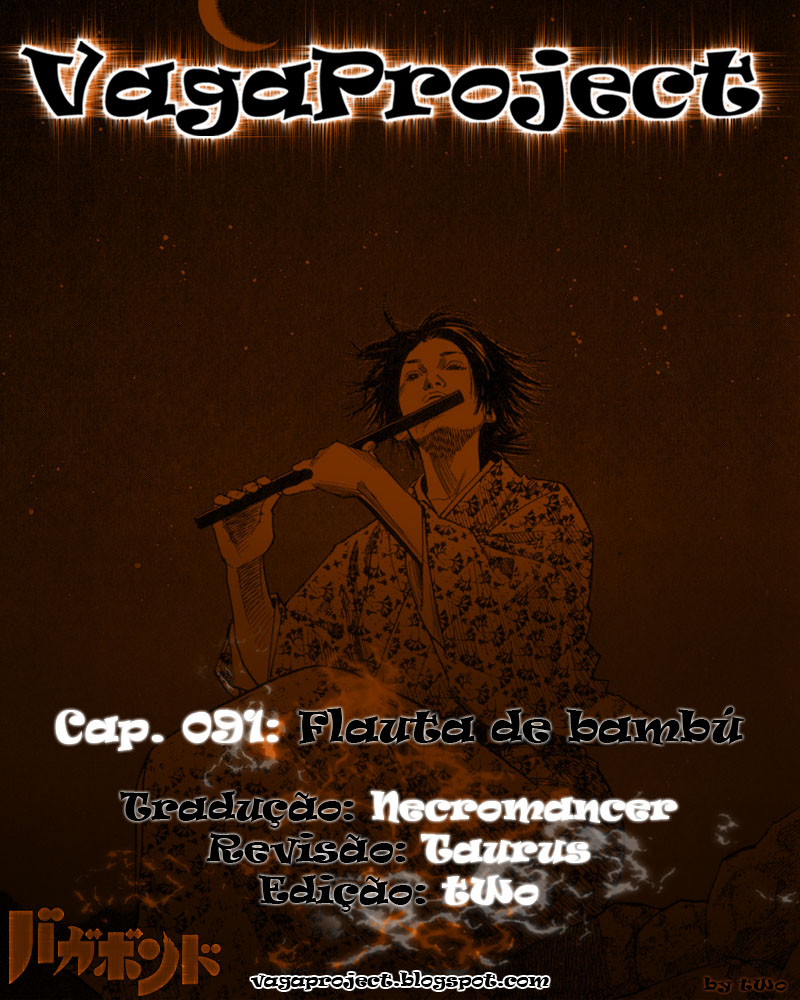 VagaProject
Cap. 091: Flauta de bambú
Tradução: Necromancer
Revisão: Taurus
Edição: tWo
バガボンド
vagaproject.blogspot.com
by tWo